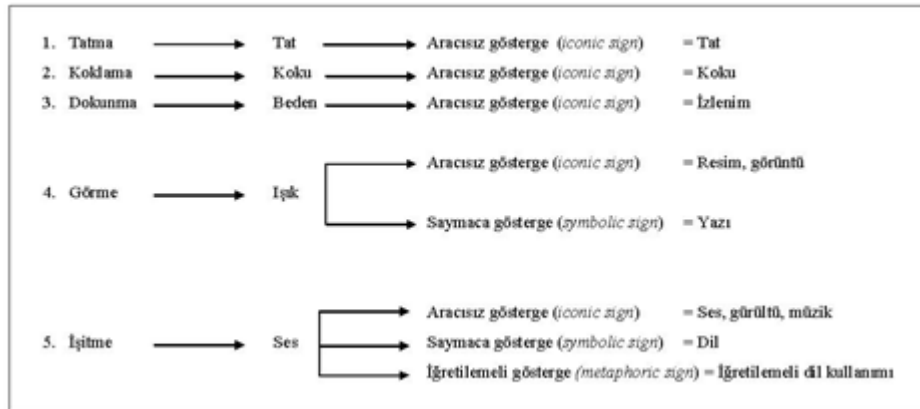 1. Tatma Tat Aracısız gösterge (iconic sign) = Tat
2. Koklama Koku Aracısız gösterge (iconic sign) = Koku
3. Dokunma Beden Aracısız gösterge (iconic sign) = İzlenim
Aracısız gösterge (iconic sign) = Resim, görüntü
4. Görme Işık
Saymaca gösterge (symbolic sign) = Yazı
Aracısız gösterge (iconic sign) = Ses, gürültü, müzik
5. İşitme Ses Saymaca gösterge (symbolic sign) = Dil
İğretilemeli gösterge (metaphoric sign) = İğretilemeli dil kullanımı